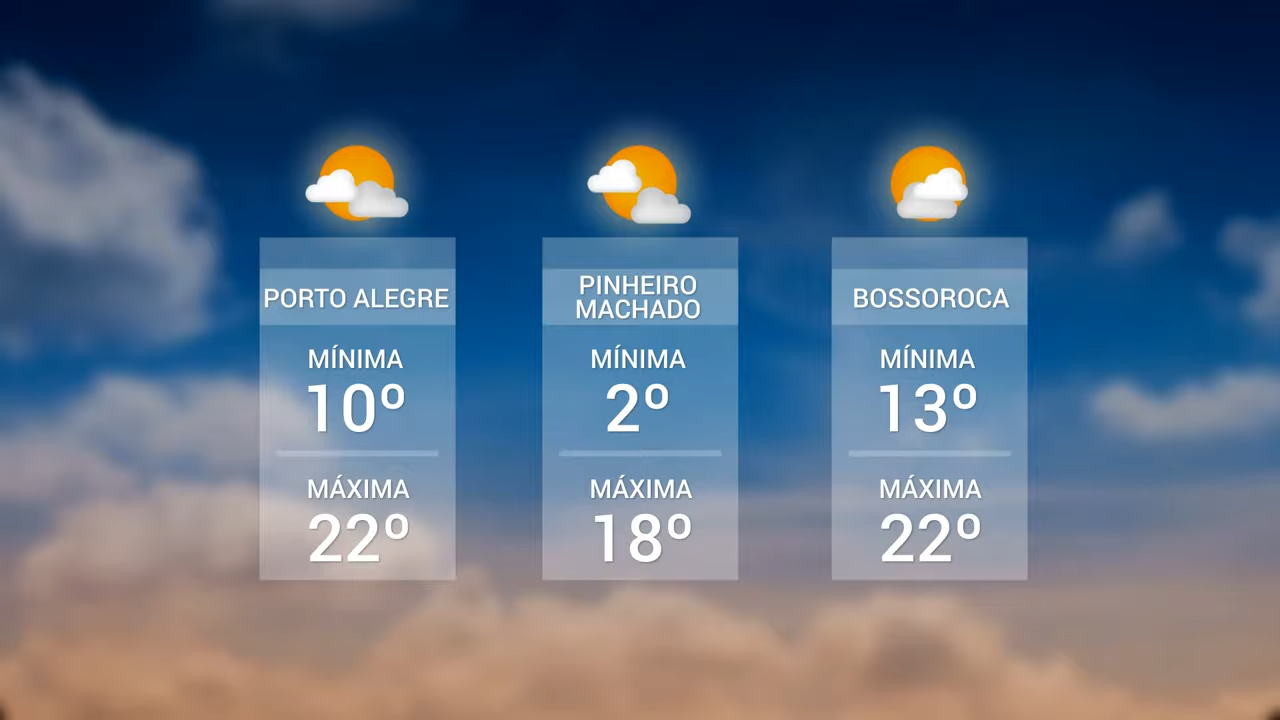 PORTO ALEGRE
MÍNIMA
10º
MÁXIMA
22º
PINHEIRO
MACHADO
MÍNIMA
2º
MÁXIMA
18º
BOSSOROCA
MÍNIMA
13º
MÁXIMA
22º